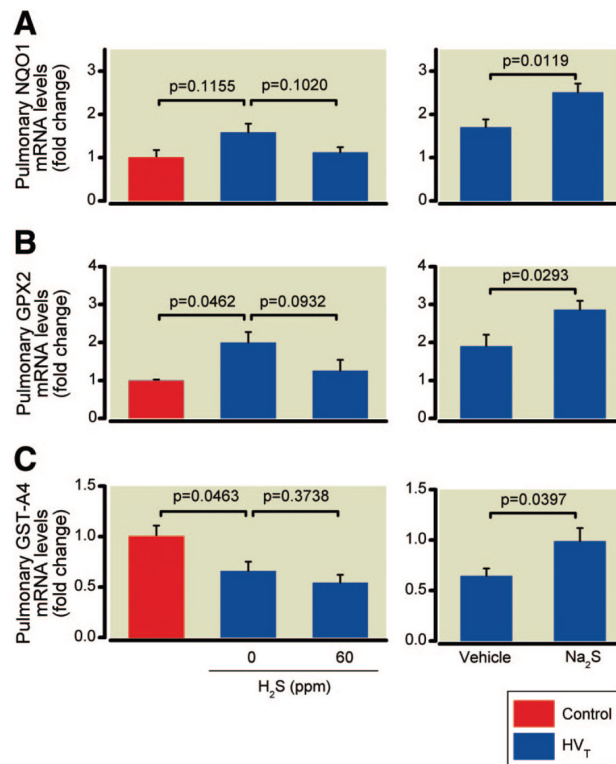 A
Pulmonary NQO1
mRNA levels
(fold change)
3
2
1
0
p=0.1155
p=0.1020
3
2
1
0
p=0.0119
B
Pulmonary GPX2
mRNA levels
(fold change)
4
3
2
1
0
p=0.0462
p=0.0932
4
3
2
1
0
p=0.0293
C
Pulmonary GST-A4
mRNA levels
(fold change)
1.5
1.0
0.5
0.0
p=0.0463
p=0.3738
1.5
1.0
0.5
0.0
p=0.0397
0 60
H₂S (ppm)
Vehicle Na₂S
Control
HV_T